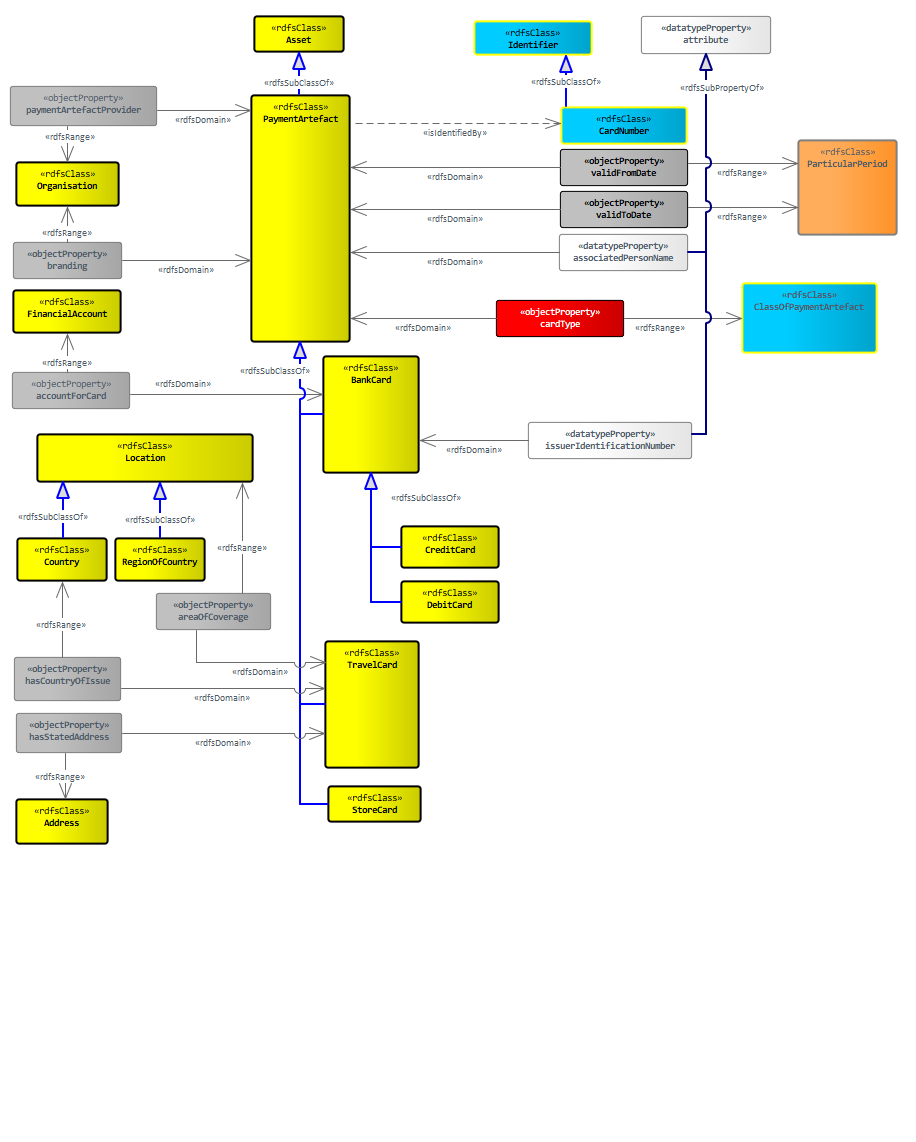 «rdfsClass»
Asset
«rdfsClass»
Identifier
«datatypeProperty»
attribute
«rdfsSubClassOf»
«rdfsSubClassOf»
«rdfsSubPropertyOf»
«objectProperty»
paymentArtefactProvider
«rdfsDomain»
«rdfsClass»
PaymentArtefact
«isIdentifiedBy»
«rdfsClass»
CardNumber
«rdfsRange»
«rdfsClass»
Organisation
«rdfsDomain»
«objectProperty»
validFromDate
«rdfsRange»
«rdfsClass»
ParticularPeriod
«rdfsDomain»
«objectProperty»
validToDate
«rdfsRange»
«rdfsRange»
«objectProperty»
branding
«rdfsDomain»
«rdfsDomain»
«datatypeProperty»
associatedPersonName
«rdfsClass»
FinancialAccount
«rdfsDomain»
«objectProperty»
cardType
«rdfsRange»
«rdfsClass»
ClassOfPaymentArtefact
«rdfsRange»
«objectProperty»
accountForCard
«rdfsDomain»
«rdfsSubClassOf»
«rdfsClass»
BankCard
«rdfsDomain»
«datatypeProperty»
issuerIdentificationNumber
«rdfsClass»
Location
«rdfsSubClassOf»
«rdfsSubClassOf»
«rdfsRange»
«rdfsSubClassOf»
«rdfsClass»
Country
«rdfsClass»
RegionOfCountry
«rdfsClass»
CreditCard
«rdfsClass»
DebitCard
«objectProperty»
areaOfCoverage
«rdfsRange»
«rdfsDomain»
«rdfsClass»
TravelCard
«objectProperty»
hasCountryOfIssue
«rdfsDomain»
«objectProperty»
hasStatedAddress
«rdfsDomain»
«rdfsRange»
«rdfsClass»
Address
«rdfsClass»
StoreCard